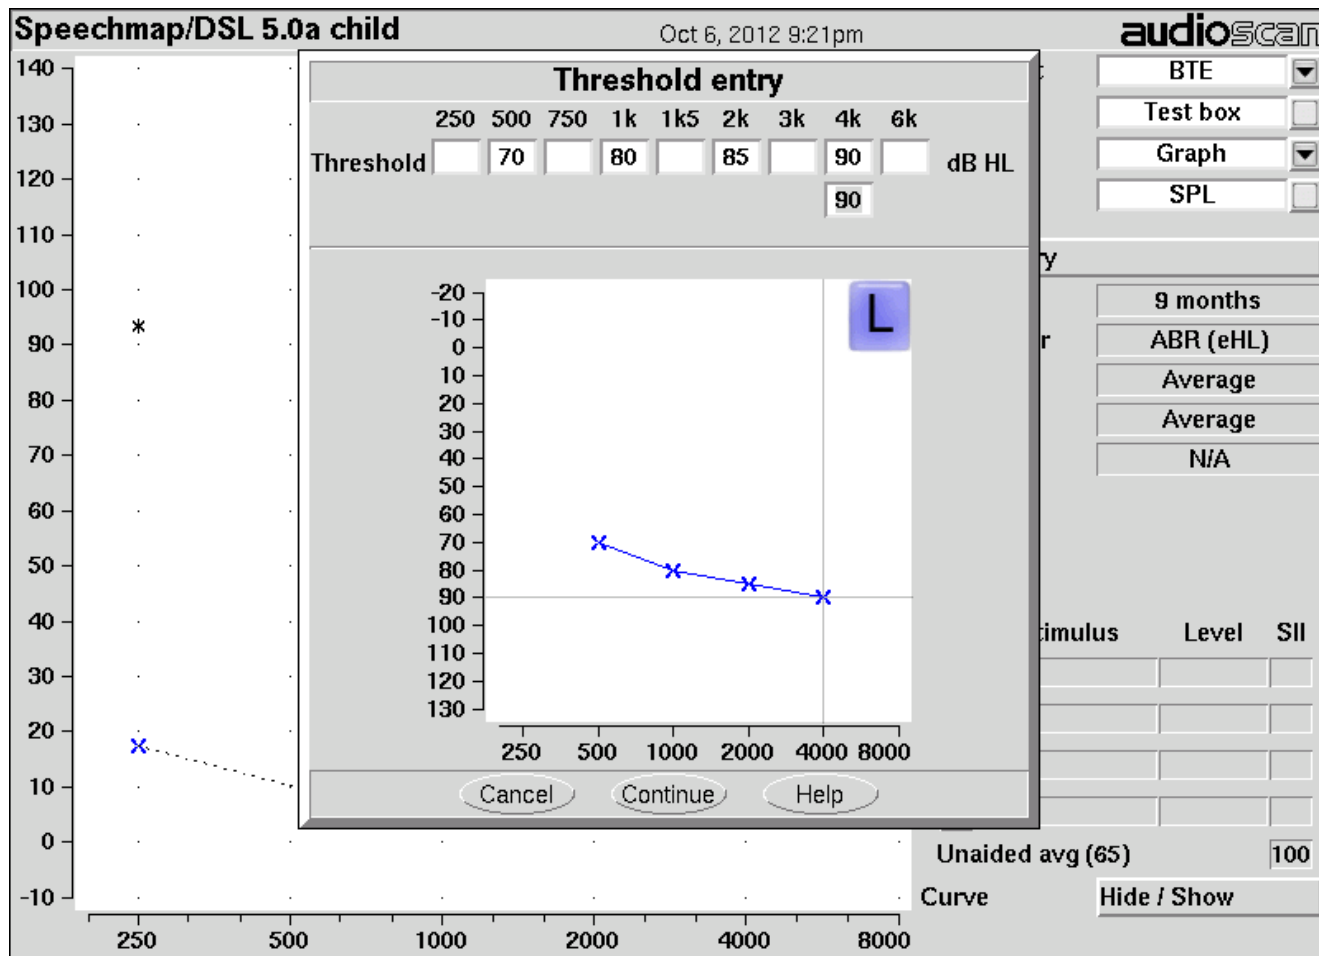 Speechmap/DSL 5.0a child
Oct 6, 2012 9:21pm
audioscan
Threshold entry
250 500 750 1k 1k5 2k 3k 4k 6k
Threshold 70 80 85 90 dB HL
90
L
-20
-10
0
10
20
30
40
50
60
70
80
90
100
110
120
130
250 500 1000 2000 4000 8000
Cancel Continue Help
140
130
120
110
100
90
80
70
60
50
40
30
20
10
0
-10
250 500 1000 2000 4000 8000
BTE
Test box
Graph
SPL
ry
9 months
r ABR (eHL)
Average
Average
N/A
timulus Level SII
Unaided avg (65) 100
Curve Hide / Show